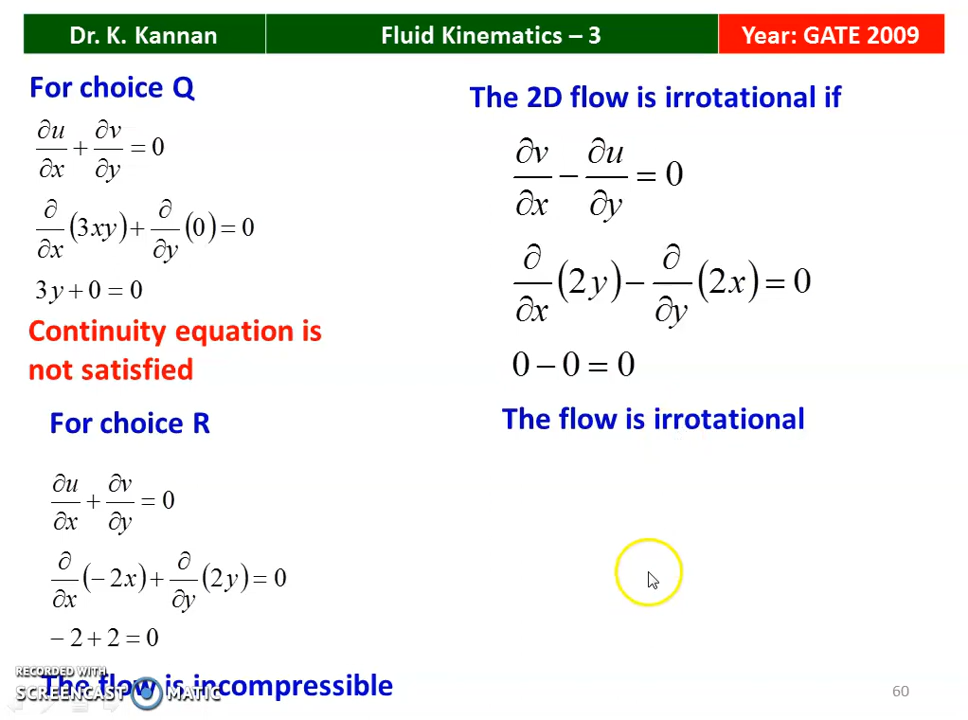 Dr. K. Kannan
Fluid Kinematics – 3
Year: GATE 2009
For choice Q
∂u/∂x + ∂v/∂y = 0
∂/∂x (3xy) + ∂/∂y (0) = 0
3y + 0 = 0
Continuity equation is
not satisfied
For choice R
∂u/∂x + ∂v/∂y = 0
∂/∂x (− 2x) + ∂/∂y (2y) = 0
− 2 + 2 = 0
The flow is incompressible
The 2D flow is irrotational if
∂v/∂x − ∂u/∂y = 0
∂/∂x (2y) − ∂/∂y (2x) = 0
0 − 0 = 0
The flow is irrotational
RECORDED WITH
SCREENCAST MATIC
60